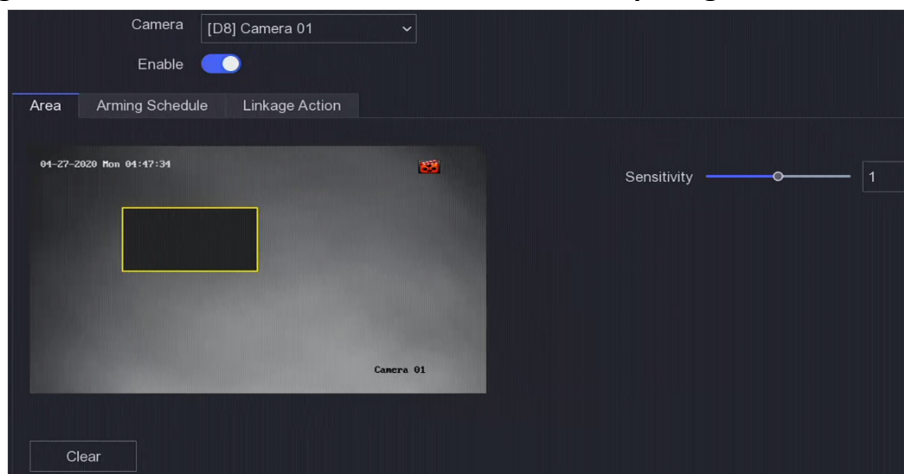 Camera [D8] Camera 01
Enable
Area Arming Schedule Linkage Action
04-27-2020 Mon 04:47:34
Sensitivity 1
Camera 01
Clear